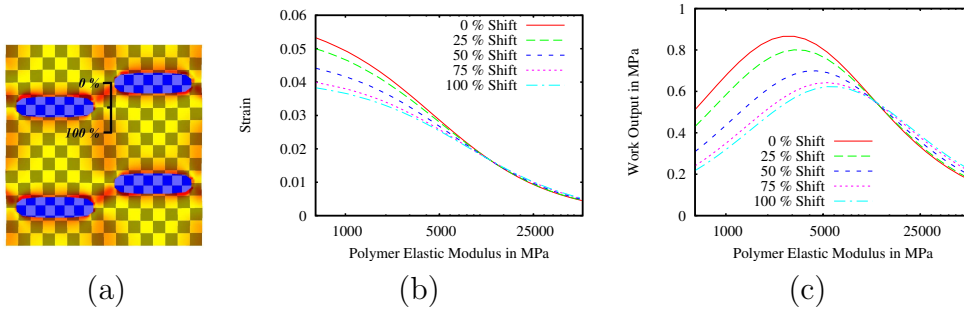 0 %
100 %
(a)
0.06
0.05
0.04
0.03
0.02
0.01
0
Strain
0 % Shift
25 % Shift
50 % Shift
75 % Shift
100 % Shift
1000 5000 25000
Polymer Elastic Modulus in MPa
(b)
1
0.8
0.6
0.4
0.2
0
Work Output in MPa
0 % Shift
25 % Shift
50 % Shift
75 % Shift
100 % Shift
1000 5000 25000
Polymer Elastic Modulus in MPa
(c)